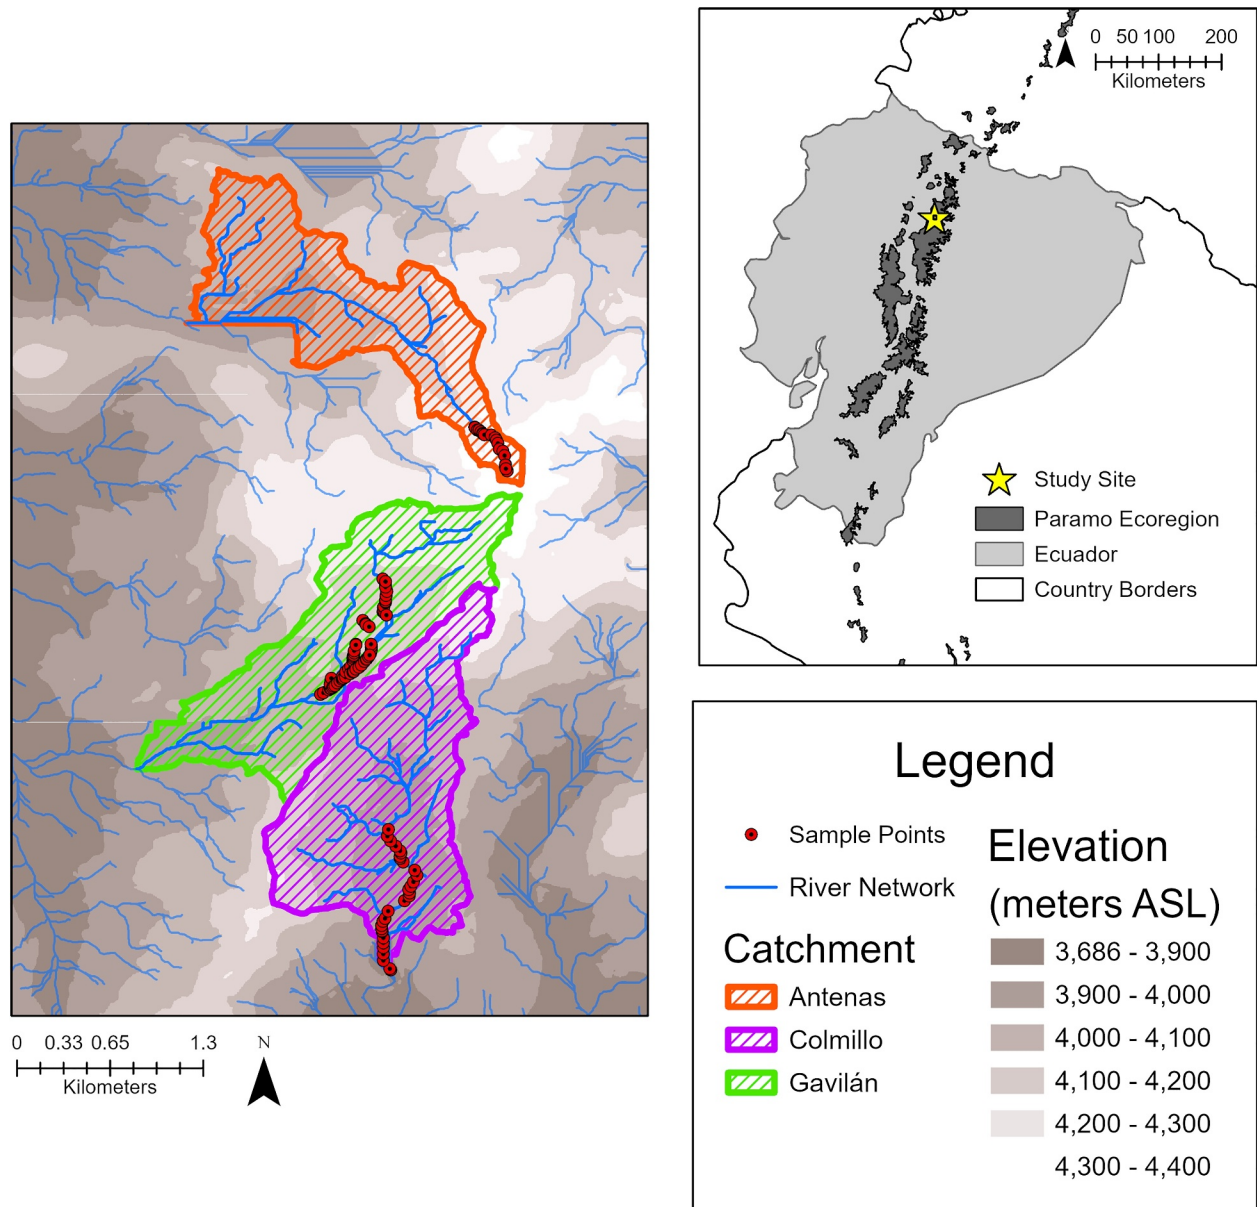 0 50 100 200
Kilometers
Study Site
Paramo Ecoregion
Ecuador
Country Borders
0 0.33 0.65 1.3
Kilometers
N
Legend
Sample Points
River Network
Catchment
Antenas
Colmillo
Gavilán
Elevation
(meters ASL)
3,686 - 3,900
3,900 - 4,000
4,000 - 4,100
4,100 - 4,200
4,200 - 4,300
4,300 - 4,400